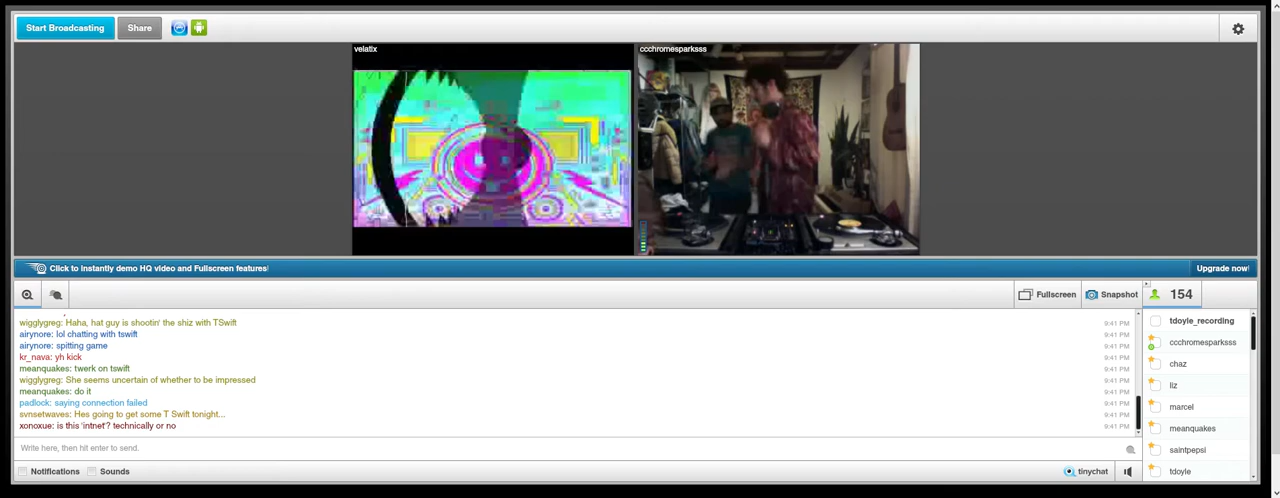 Start Broadcasting
Share
velatix
ccchromesparksss
Click to instantly demo HQ video and Fullscreen features!
Upgrade now!
Fullscreen
Snapshot
154
wigglygreg: Haha, hat guy is shootin' the shiz with TSwift 9:41 PM
airynore: lol chatting with tswift 9:41 PM
airynore: spitting game 9:41 PM
kr_nava: yh kick 9:41 PM
meanquakes: twerk on tswift 9:41 PM
wigglygreg: She seems uncertain of whether to be impressed 9:41 PM
meanquakes: do it 9:41 PM
padlock: saying connection failed 9:41 PM
svnsetwaves: Hes going to get some T Swift tonight... 9:41 PM
xonoxue: is this 'intnet'? technically or no 9:41 PM
tdoyle_recording
ccchromesparksss
chaz
liz
marcel
meanquakes
saintpepsi
tdoyle
Write here, then hit enter to send.
Notifications
Sounds
tinychat